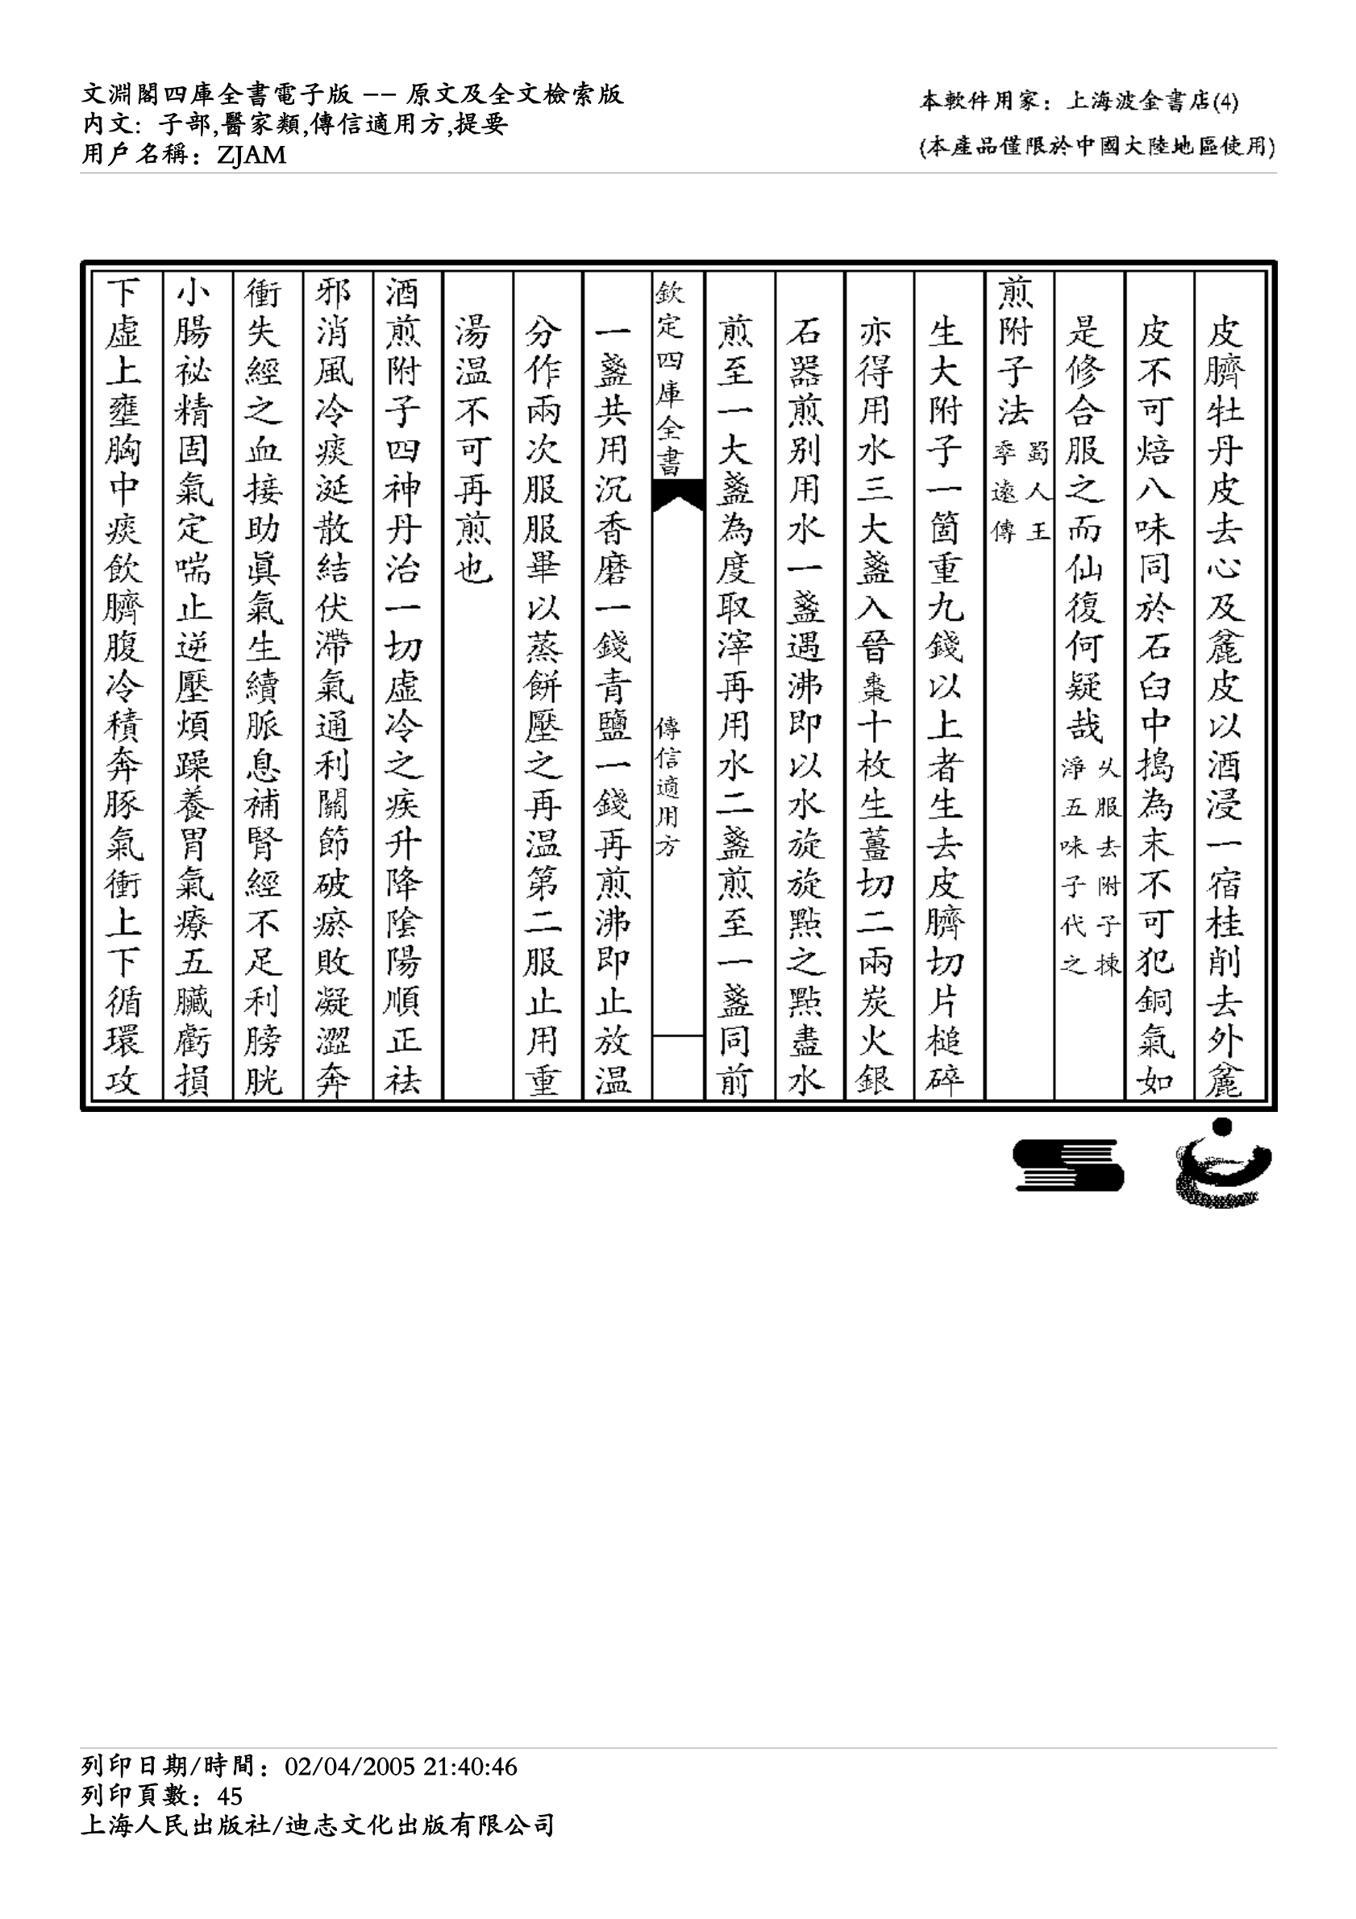 文淵閣四庫全書電子版 -- 原文及全文檢索版
内文: 子部,醫家類,傳信適用方,提要
用戶名稱: ZJAM
本軟件用家: 上海波金書店(4)
(本產品僅限於中國大陸地區使用)
皮臍牡丹皮去心及麄皮以酒浸一宿桂削去外麄
皮不可焙八味同於石臼中搗為末不可犯銅氣如
是修合服之而仙復何疑哉乆服去附子揀淨五味子代之
煎附子法蜀人王季遠傳
生大附子一箇重九錢以上者生去皮臍切片槌碎
亦得用水三大盞入晉棗十枚生薑切二兩炭火銀
石器煎别用水一盞遇沸即以水旋旋點之點盡水
煎至一大盞為度取滓再用水二盞煎至一盞同前
欽定四庫全書
傳信適用方
一盞共用沉香磨一錢青鹽一錢再煎沸即止放温
分作兩次服服畢以蒸餅壓之再温第二服止用重
湯温不可再煎也
酒煎附子四神丹治一切虛冷之疾升降陰陽順正祛
邪消風冷痰涎散結伏滯氣通利關節破瘀敗凝澀奔
衝失經之血接助眞氣生續脈息補腎經不足利膀胱
小腸祕精固氣定喘止逆壓煩躁養胃氣療五臟虧損
下虛上壅胸中痰飲臍腹冷積奔豚氣衝上下循環攻
列印日期/時間: 02/04/2005 21:40:46
列印頁數: 45
上海人民出版社/迪志文化出版有限公司